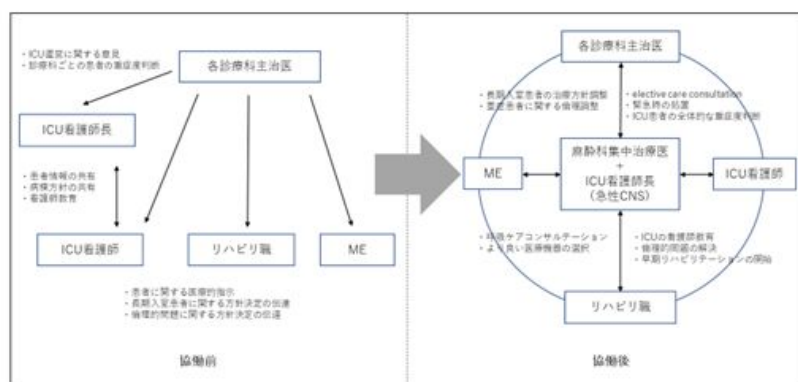 ・ICU運営に関する意見
・診療科ごとの患者の重症度判断
各診療科主治医
ICU看護師長
・患者情報の共有
・病棟方針の共有
・看護師教育
ICU看護師
リハビリ職
ME
・患者に関する医療的指示
・長期入室患者に関する方針決定の伝達
・倫理的問題に関する方針決定の伝達
協働前
各診療科主治医
・長期入室患者の治療方針調整
・重症患者に関する倫理調整
・elective care consultation
・緊急時の処置
・ICU患者の全体的な重症度判断
ME
麻酔科集中治療医
+
ICU看護師長
(急性CNS)
ICU看護師
・呼吸ケアコンサルテーション
・より良い医療機器の選択
・ICUの看護師教育
・倫理的問題の解決
・早期リハビリテーションの開始
リハビリ職
協働後